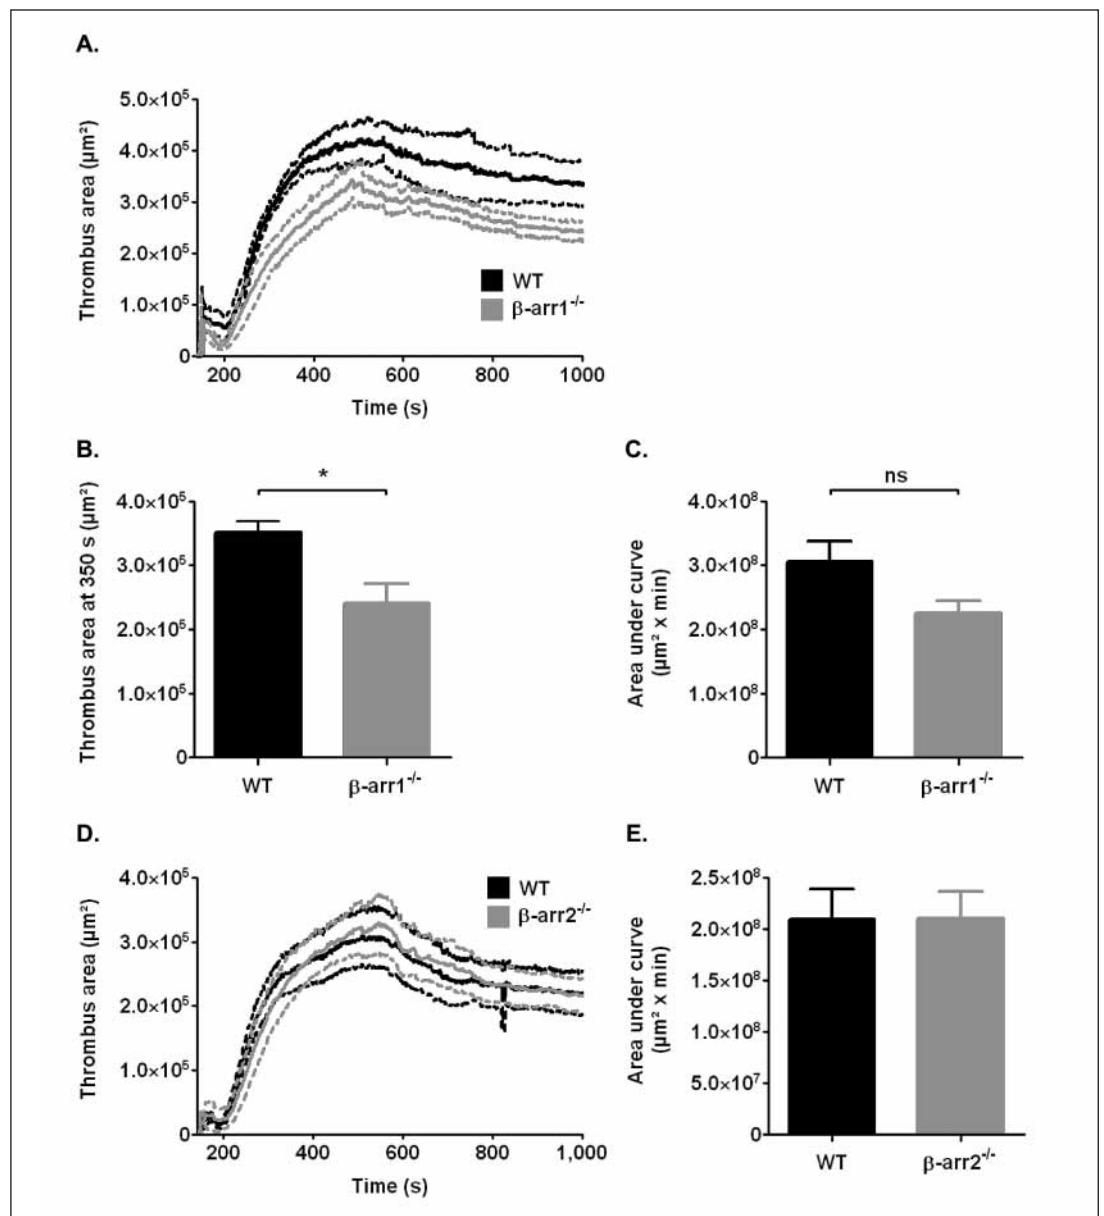 A.
Thrombus area (µm²)
5.0×10⁵
4.0×10⁵
3.0×10⁵
2.0×10⁵
1.0×10⁵
0
WT
β-arr1⁻/⁻
200 400 600 800 1000
Time (s)
B.
*
Thrombus area at 350 s (µm²)
4.0×10⁵
3.0×10⁵
2.0×10⁵
1.0×10⁵
0
WT β-arr1⁻/⁻
C.
ns
Area under curve
(µm² x min)
4.0×10⁸
3.0×10⁸
2.0×10⁸
1.0×10⁸
0
WT β-arr1⁻/⁻
D.
Thrombus area (µm²)
4.0×10⁵
3.0×10⁵
2.0×10⁵
1.0×10⁵
0
WT
β-arr2⁻/⁻
200 400 600 800 1,000
Time (s)
E.
Area under curve
(µm² x min)
2.5×10⁸
2.0×10⁸
1.5×10⁸
1.0×10⁸
5.0×10⁷
0
WT β-arr2⁻/⁻